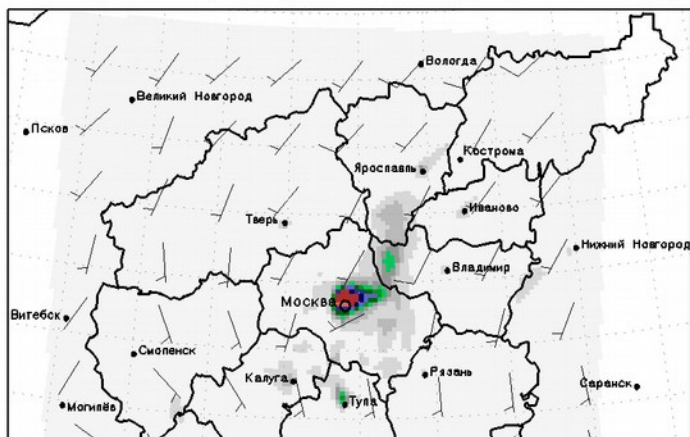 Вологда
Великий Новгород
Псков
Кострома
Ярославль
Иваново
Тверь
Нижний Новгород
Владимир
Москва
Витебск
Смоленск
Рязань
Калуга
Саранск
Тула
Могилёв